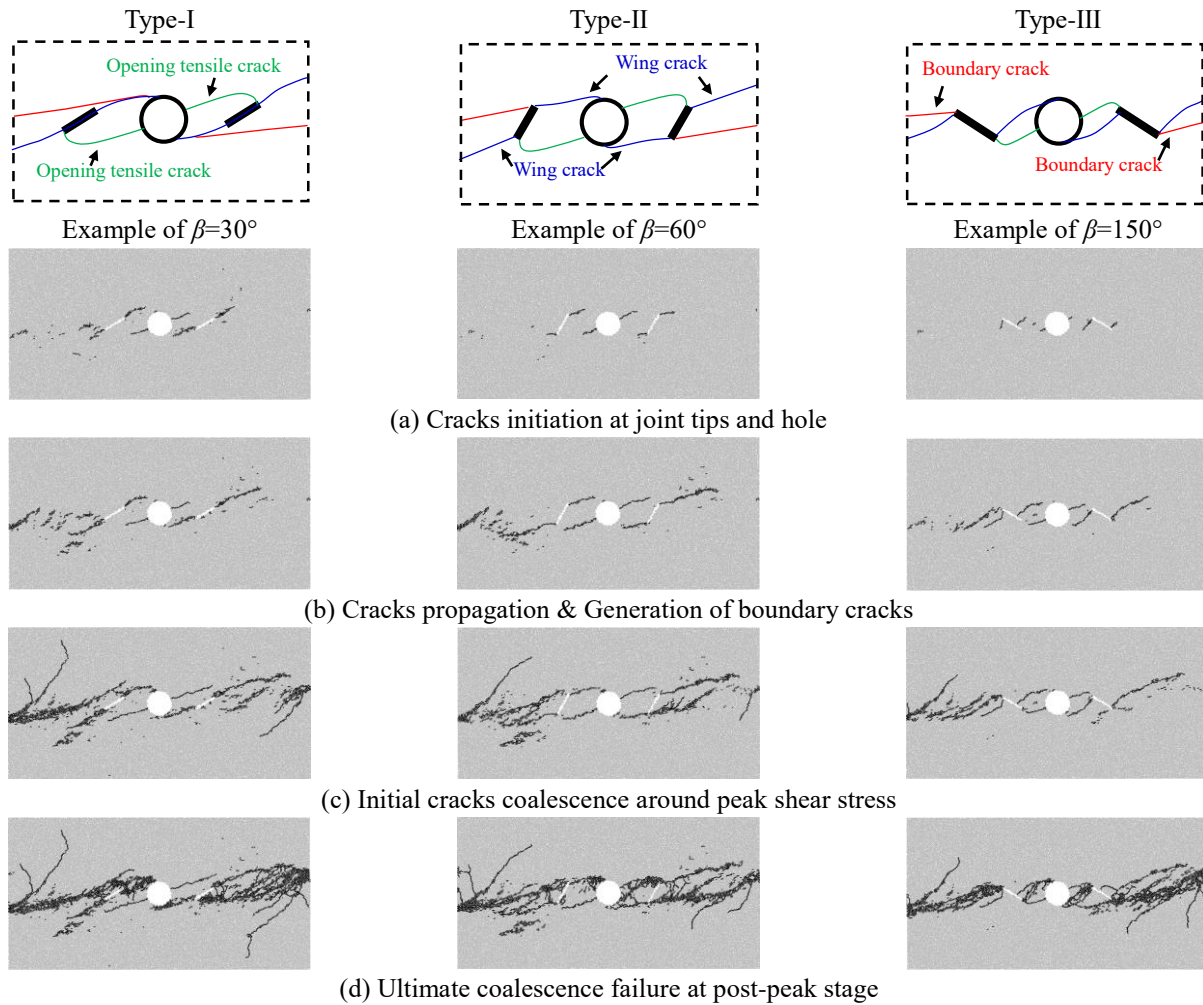 Type-I
Type-II
Type-III
Opening tensile crack
Opening tensile crack
Wing crack
Wing crack
Boundary crack
Boundary crack
Example of β=30°
Example of β=60°
Example of β=150°
(a) Cracks initiation at joint tips and hole
(b) Cracks propagation & Generation of boundary cracks
(c) Initial cracks coalescence around peak shear stress
(d) Ultimate coalescence failure at post-peak stage